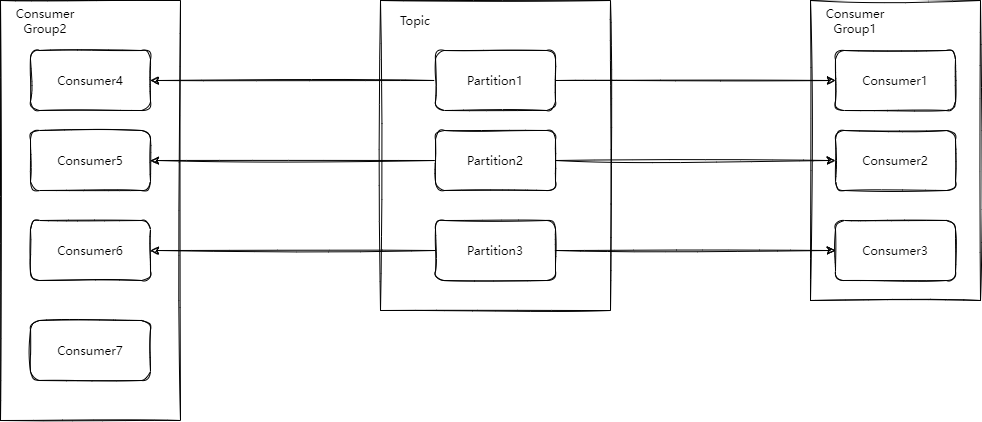 Consumer
Group2
Consumer4
Consumer5
Consumer6
Consumer7
Topic
Partition1
Partition2
Partition3
Consumer
Group1
Consumer1
Consumer2
Consumer3